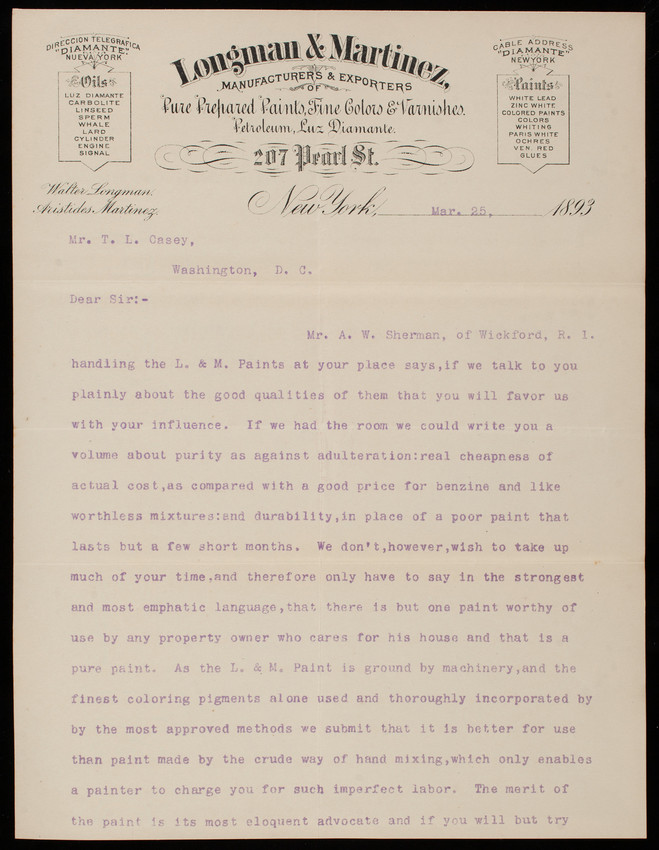 DIRECCION TELEGRAFICA
"DIAMANTE"
NUEVA YORK
Oils
LUZ DIAMANTE
CARBOLITE
LINSEED
SPERM
WHALE
LARD
CYLINDER
ENGINE
SIGNAL
Longman & Martinez,
MANUFACTURERS & EXPORTERS
OF
Pure Prepared Paints, Fine Colors & Varnishes.
Petroleum, Luz Diamante.
207 Pearl St.
CABLE ADDRESS
"DIAMANTE"
NEW YORK
Paints
WHITE LEAD
ZINC WHITE
COLORED PAINTS
COLORS
WHITING
PARIS WHITE
OCHRES
VEN. RED
GLUES
Walter Longman.
Aristides Martinez.
New York, Mar. 25, 1893
Mr. T. L. Casey,
Washington, D. C.
Dear Sir:-
Mr. A. W. Sherman, of Wickford, R. I.
handling the L. & M. Paints at your place says,if we talk to you
plainly about the good qualities of them that you will favor us
with your influence. If we had the room we could write you a
volume about purity as against adulteration:real cheapness of
actual cost,as compared with a good price for benzine and like
worthless mixtures:and durability,in place of a poor paint that
lasts but a few short months. We don't,however,wish to take up
much of your time,and therefore only have to say in the strongest
and most emphatic language,that there is but one paint worthy of
use by any property owner who cares for his house and that is a
pure paint. As the L. & M. Paint is ground by machinery,and the
finest coloring pigments alone used and thoroughly incorporated by
by the most approved methods we submit that it is better for use
than paint made by the crude way of hand mixing,which only enables
a painter to charge you for such imperfect labor. The merit of
the paint is its most eloquent advocate and if you will but try